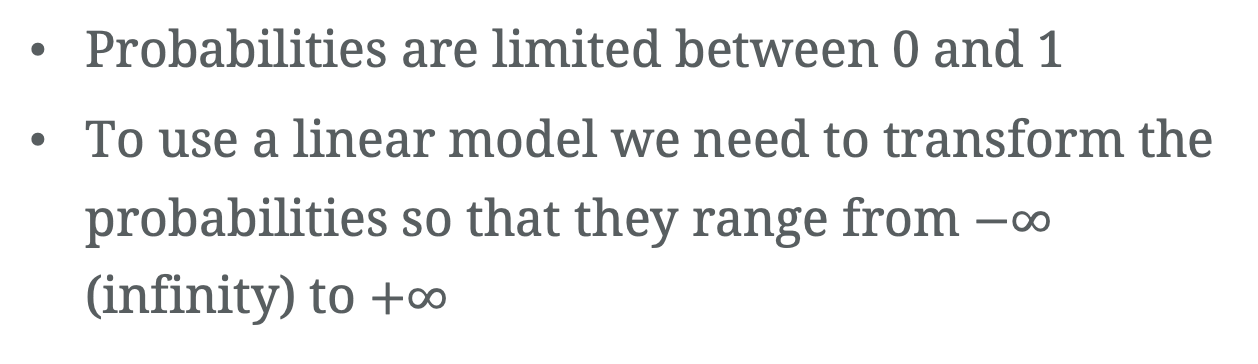 • Probabilities are limited between 0 and 1
• To use a linear model we need to transform the
probabilities so that they range from −∞
(infinity) to +∞